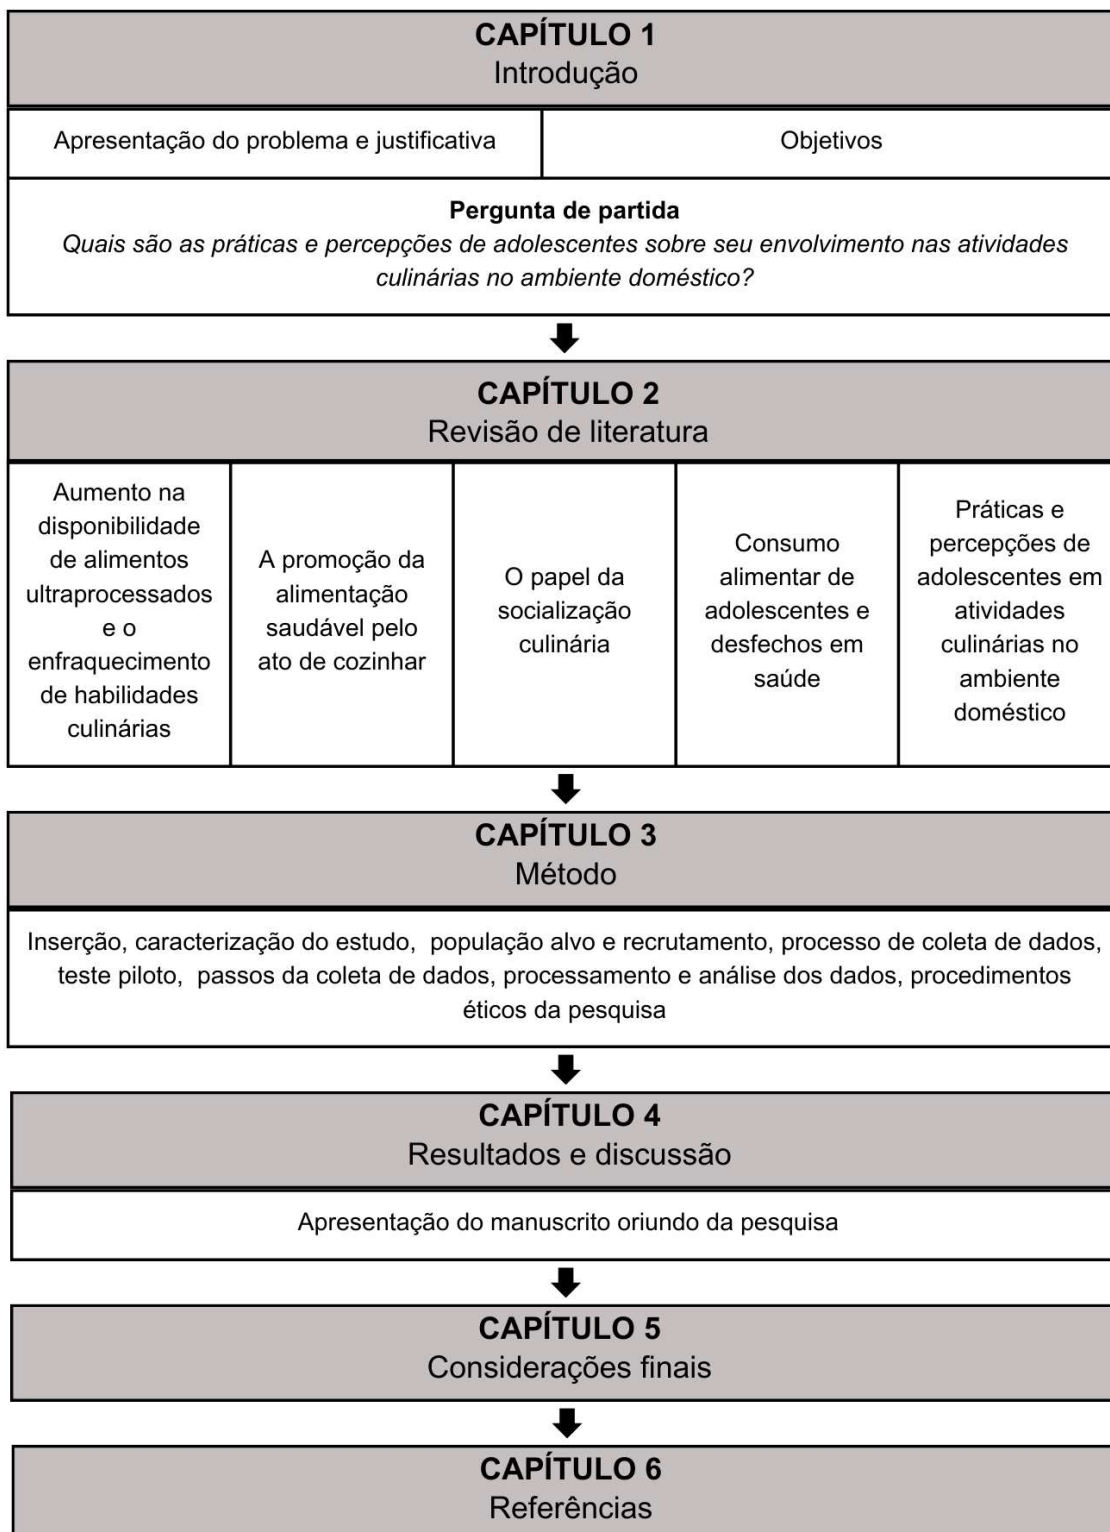 CAPÍTULO 1
Introdução
Apresentação do problema e justificativa
Objetivos
Pergunta de partida
Quais são as práticas e percepções de adolescentes sobre seu envolvimento nas atividades
culinárias no ambiente doméstico?
CAPÍTULO 2
Revisão de literatura
Aumento na
disponibilidade
de alimentos
ultraprocessados
e o
enfraquecimento
de habilidades
culinárias
A promoção da
alimentação
saudável pelo
ato de cozinhar
O papel da
socialização
culinária
Consumo
alimentar de
adolescentes e
desfechos em
saúde
Práticas e
percepções de
adolescentes em
atividades
culinárias no
ambiente
doméstico
CAPÍTULO 3
Método
Inserção, caracterização do estudo, população alvo e recrutamento, processo de coleta de dados,
teste piloto, passos da coleta de dados, processamento e análise dos dados, procedimentos
éticos da pesquisa
CAPÍTULO 4
Resultados e discussão
Apresentação do manuscrito oriundo da pesquisa
CAPÍTULO 5
Considerações finais
CAPÍTULO 6
Referências